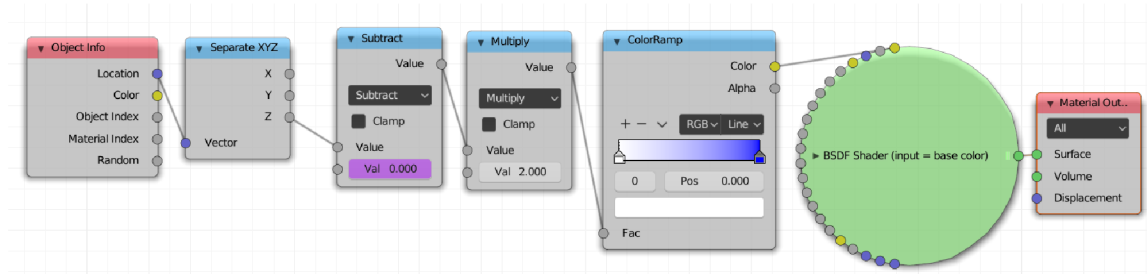 Object Info
Location
Color
Object Index
Material Index
Random
Separate XYZ
X
Y
Z
Vector
Subtract
Value
Subtract
Clamp
Value
Val 0.000
Multiply
Value
Multiply
Clamp
Value
Val 2.000
ColorRamp
Color
Alpha
RGB Line
0 Pos 0.000
Fac
BSDF Shader (input = base color)
Material Out..
All
Surface
Volume
Displacement